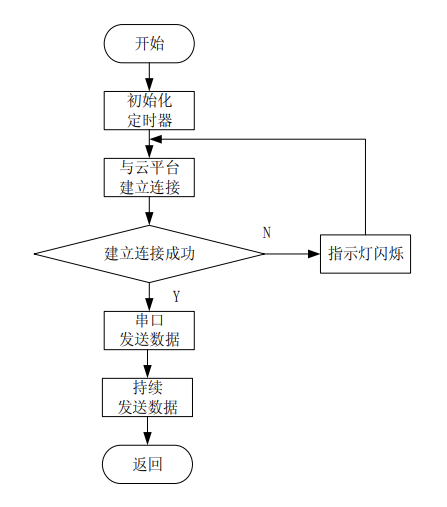 开始
初始化
定时器
与云平台
建立连接
建立连接成功
N
指示灯闪烁
Y
串口
发送数据
持续
发送数据
返回